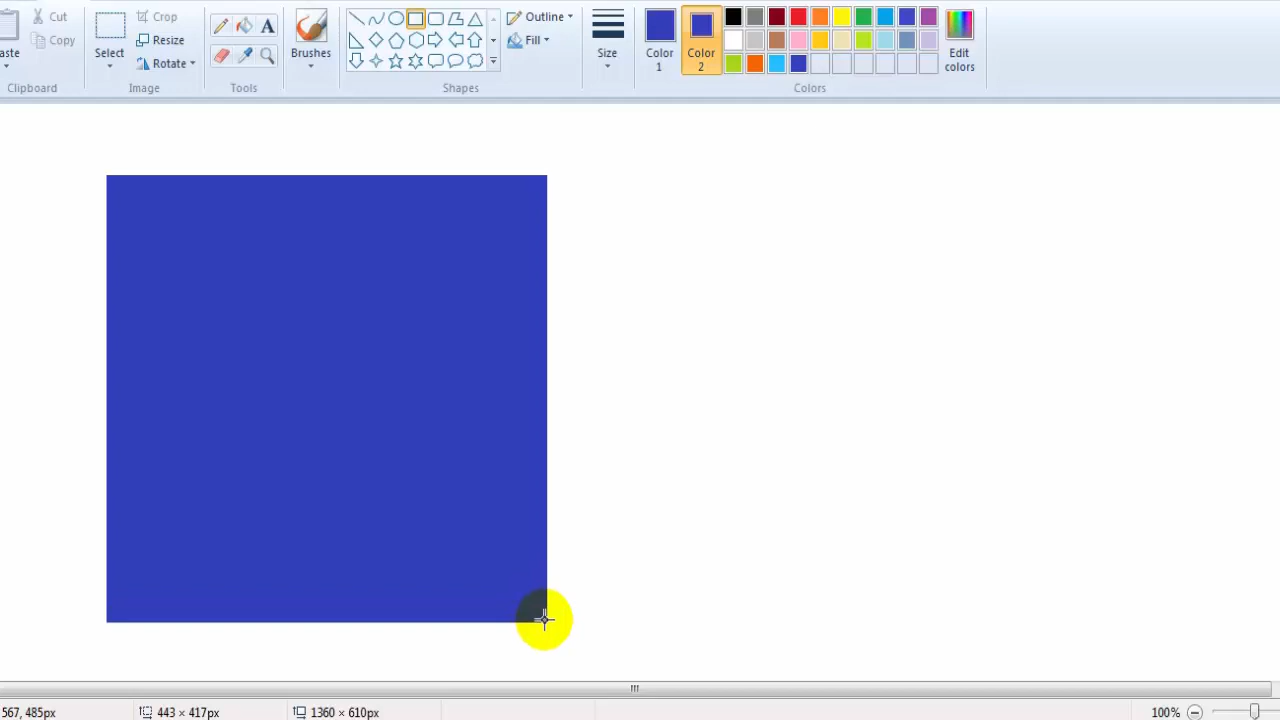 Cut
Copy
Crop
Resize
Rotate
Select
A
Brushes
Outline
Fill
Size
Color 1
Color 2
Edit colors
Clipboard
Image
Tools
Shapes
Colors
567, 485px
443 × 417px
1360 × 610px
100%